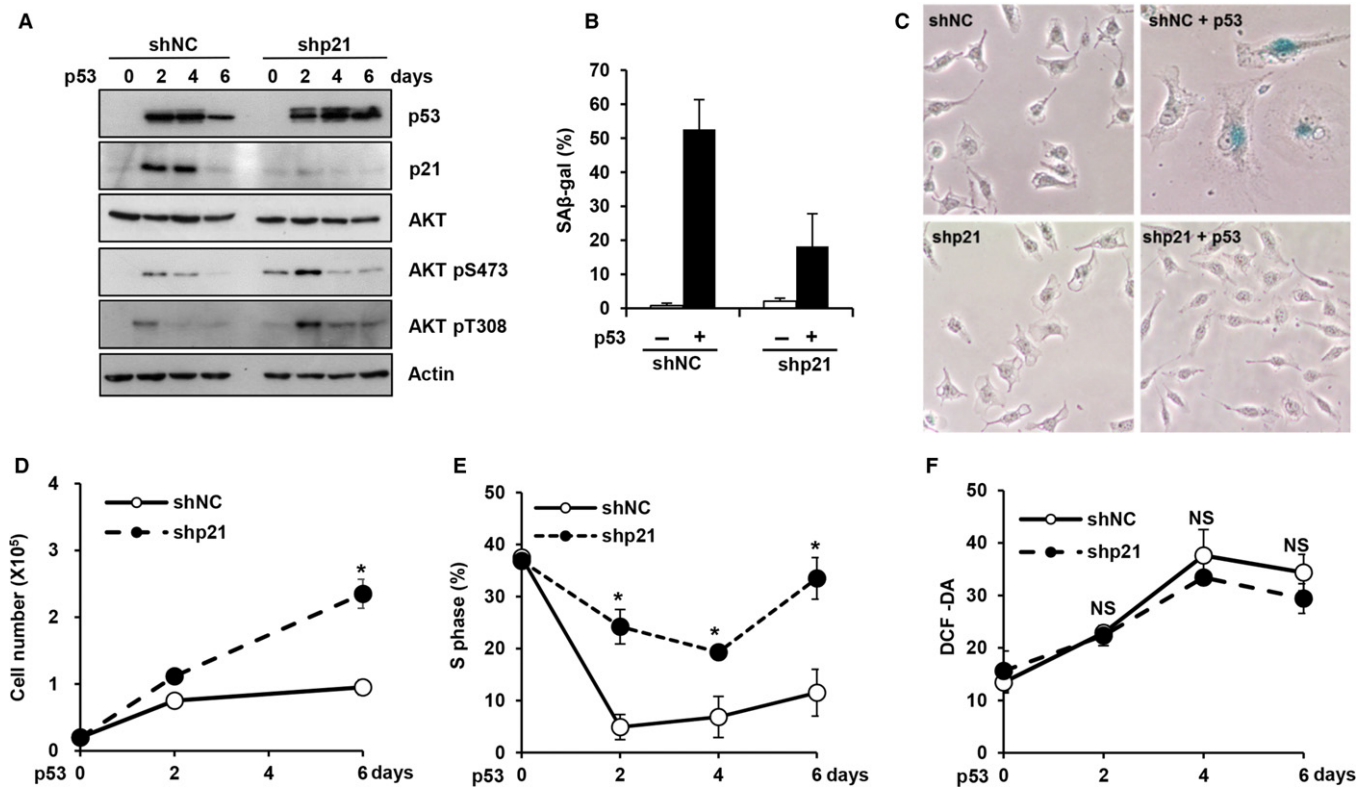 A
shNC shp21
p53 0 2 4 6 0 2 4 6 days
p53
p21
AKT
AKT pS473
AKT pT308
Actin
B
70
60
50
40
30
20
10
0
SAβ-gal (%)
p53 – + – +
shNC shp21
C
shNC
shNC + p53
shp21
shp21 + p53
D
4
3
2
1
0
Cell number (X10⁵)
shNC
shp21
*
p53 0 2 4 6 days
E
50
40
30
20
10
0
S phase (%)
shNC
shp21
* * *
p53 0 2 4 6 days
F
50
40
30
20
10
0
DCF -DA
shNC
shp21
NS NS NS
p53 0 2 4 6 days